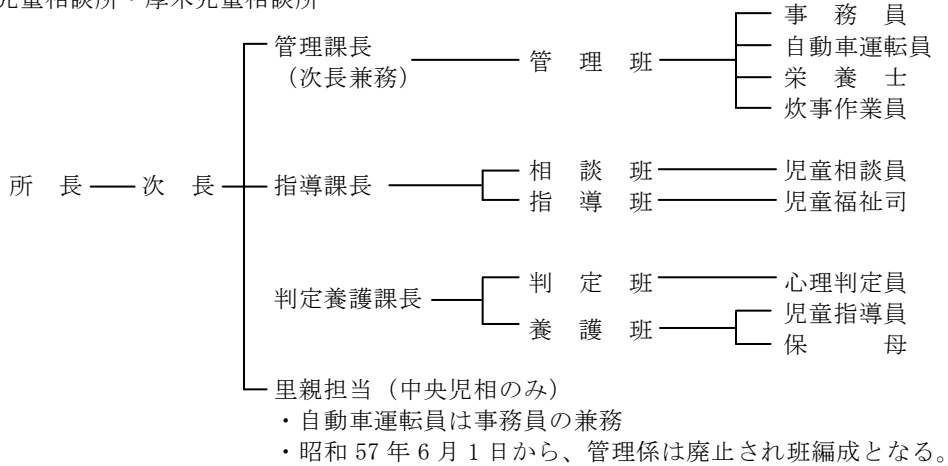 児童相談所・厚木児童相談所
事務員
管理課長
自動車運転員
（次長兼務）
管理班
栄養士
炊事作業員
所長
次長
指導課長
相談班
児童相談員
指導班
児童福祉司
判定養護課長
判定班
心理判定員
児童指導員
養護班
保母
里親担当（中央児相のみ）
・自動車運転員は事務員の兼務
・昭和 57 年 6 月 1 日から、管理係は廃止され班編成となる。